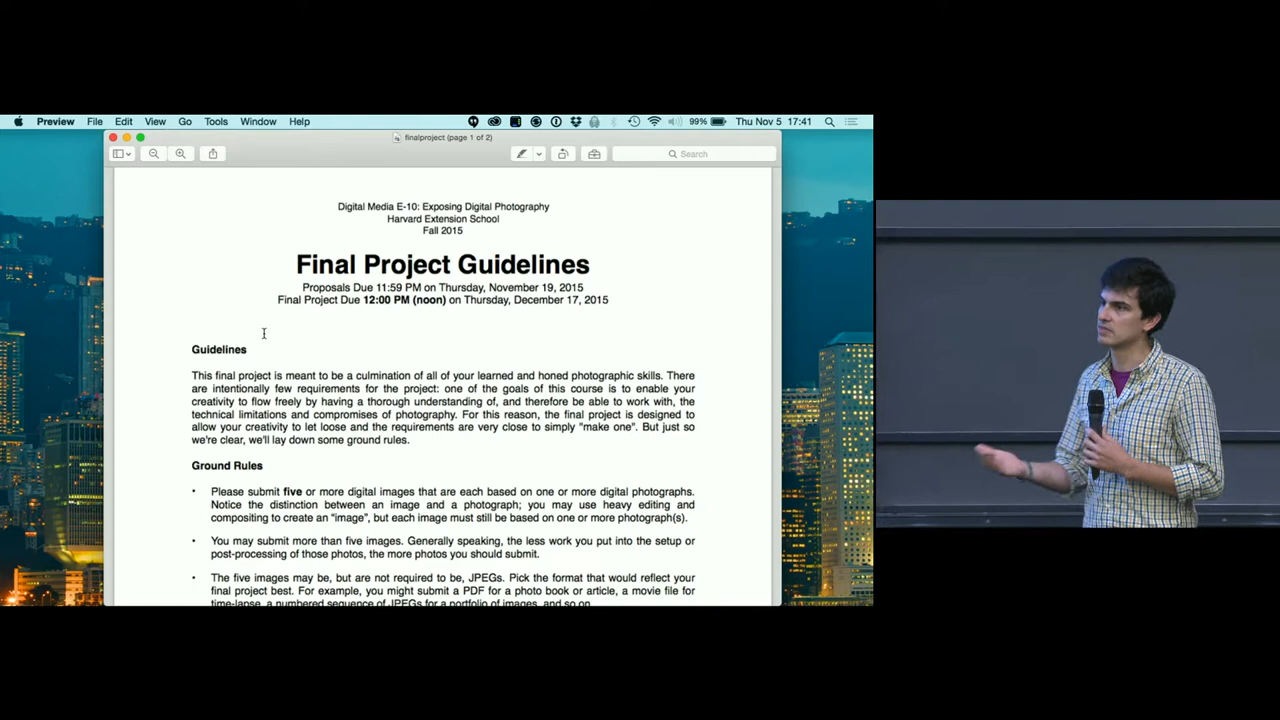 Preview File Edit View Go Tools Window Help 99% Thu Nov 5 17:41
finalproject (page 1 of 2)
Search
Digital Media E-10: Exposing Digital Photography
Harvard Extension School
Fall 2015
Final Project Guidelines
Proposals Due 11:59 PM on Thursday, November 19, 2015
Final Project Due 12:00 PM (noon) on Thursday, December 17, 2015
Guidelines
This final project is meant to be a culmination of all of your learned and honed photographic skills. There
are intentionally few requirements for the project: one of the goals of this course is to enable your
creativity to flow freely by having a thorough understanding of, and therefore be able to work with, the
technical limitations and compromises of photography. For this reason, the final project is designed to
allow your creativity to let loose and the requirements are very close to simply "make one". But just so
we're clear, we'll lay down some ground rules.
Ground Rules
• Please submit five or more digital images that are each based on one or more digital photographs.
Notice the distinction between an image and a photograph; you may use heavy editing and
compositing to create an "image", but each image must still be based on one or more photograph(s).
• You may submit more than five images. Generally speaking, the less work you put into the setup or
post-processing of those photos, the more photos you should submit.
• The five images may be, but are not required to be, JPEGs. Pick the format that would reflect your
final project best. For example, you might submit a PDF for a photo book or article, a movie file for
time-lapse, a numbered sequence of JPEGs for a portfolio of images, and so on.